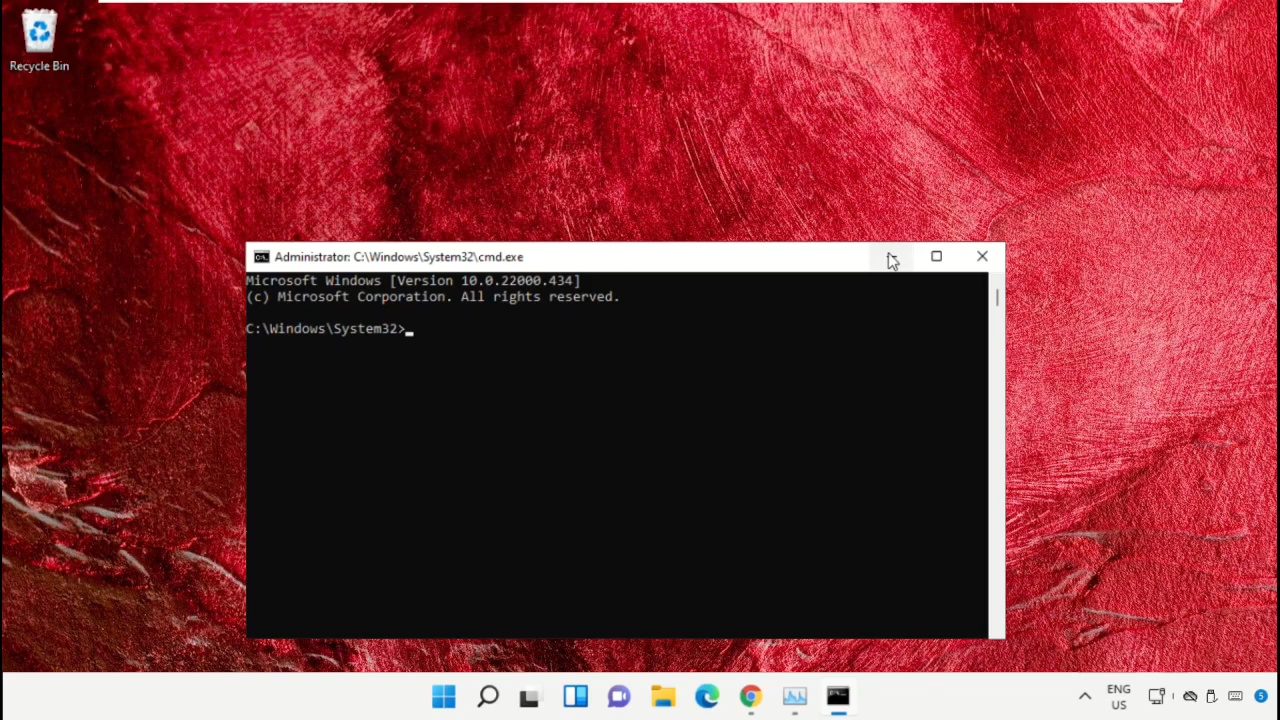 Recycle Bin
Administrator: C:\Windows\System32\cmd.exe
Microsoft Windows [Version 10.0.22000.434]
(c) Microsoft Corporation. All rights reserved.
C:\Windows\System32>
ENG
US
5